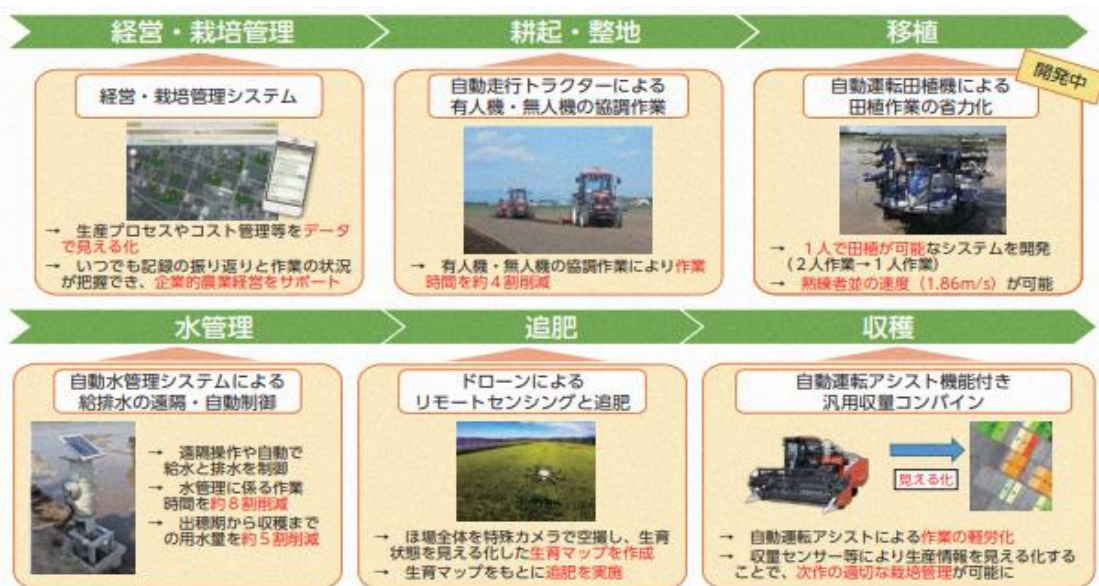 経営・栽培管理
耕起・整地
移植
経営・栽培管理システム
→ 生産プロセスやコスト管理等をデータ
で見える化
→ いつでも記録の振り返りと作業の状況
が把握でき、企業的農業経営をサポート
自動走行トラクターによる
有人機・無人機の協調作業
→ 有人機・無人機の協調作業により作業
時間を約4割削減
開発中
自動運転田植機による
田植作業の省力化
→ 1人で田植が可能なシステムを開発
(2人作業→1人作業)
→ 熟練者並の速度(1.86m/s)が可能
水管理
追肥
収穫
自動水管理システムによる
給排水の遠隔・自動制御
→ 遠隔操作や自動で
給水と排水を制御
→ 水管理に係る作業
時間を約8割削減
→ 出穂期から収穫まで
の用水量を約5割削減
ドローンによる
リモートセンシングと追肥
→ ほ場全体を特殊カメラで空撮し、生育
状態を見える化した生育マップを作成
→ 生育マップをもとに追肥を実施
自動運転アシスト機能付き
汎用収量コンバイン
見える化
→ 自動運転アシストによる作業の軽労化
→ 収量センサー等により生産情報を見える化する
ことで、次作の適切な栽培管理が可能に